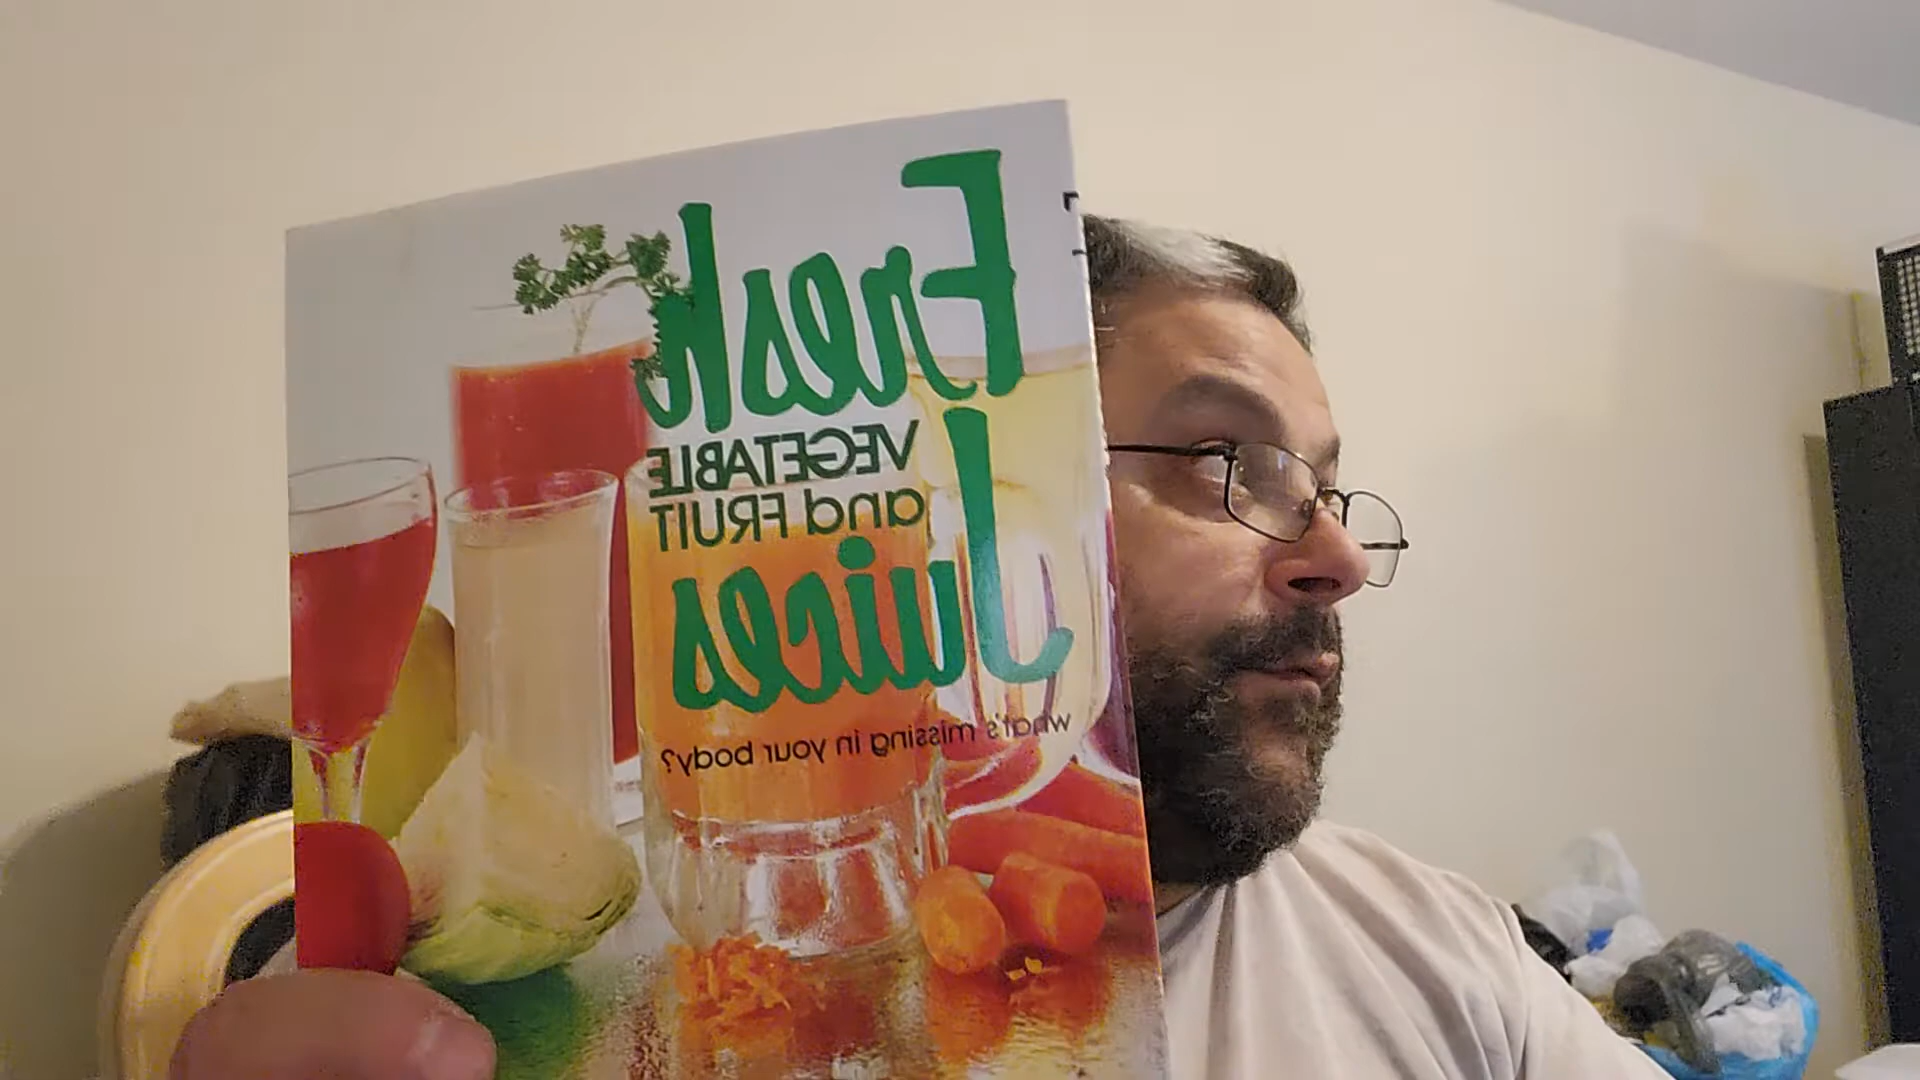 Fresh
VEGETABLE
and FRUIT
Juices
what's missing in your body?